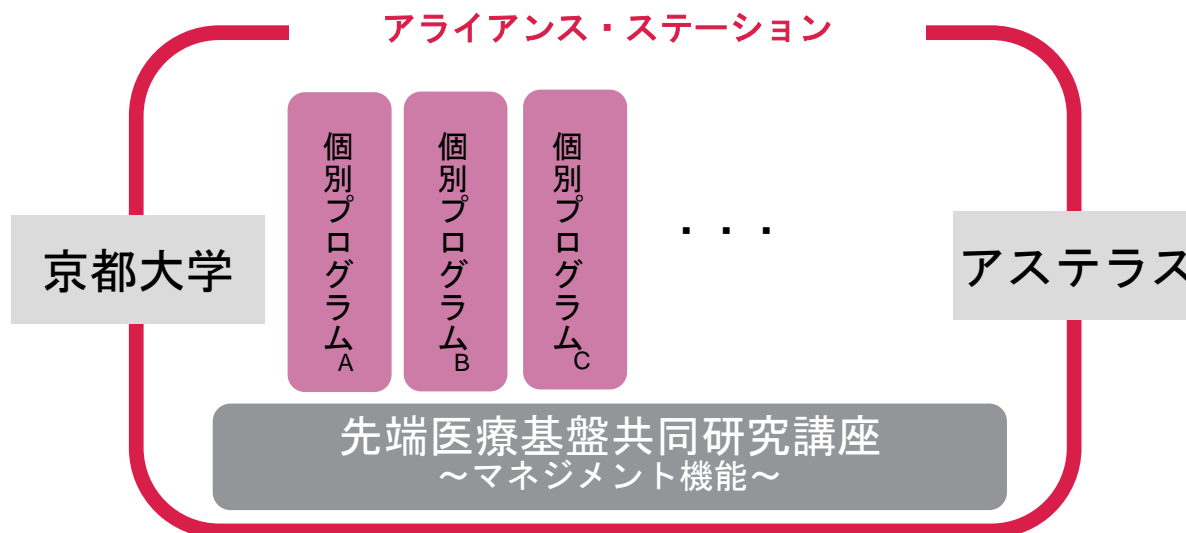 アライアンス・ステーション
個別プログラムA
個別プログラムB
個別プログラムC
・・・
京都大学
アステラス
先端医療基盤共同研究講座
～マネジメント機能～